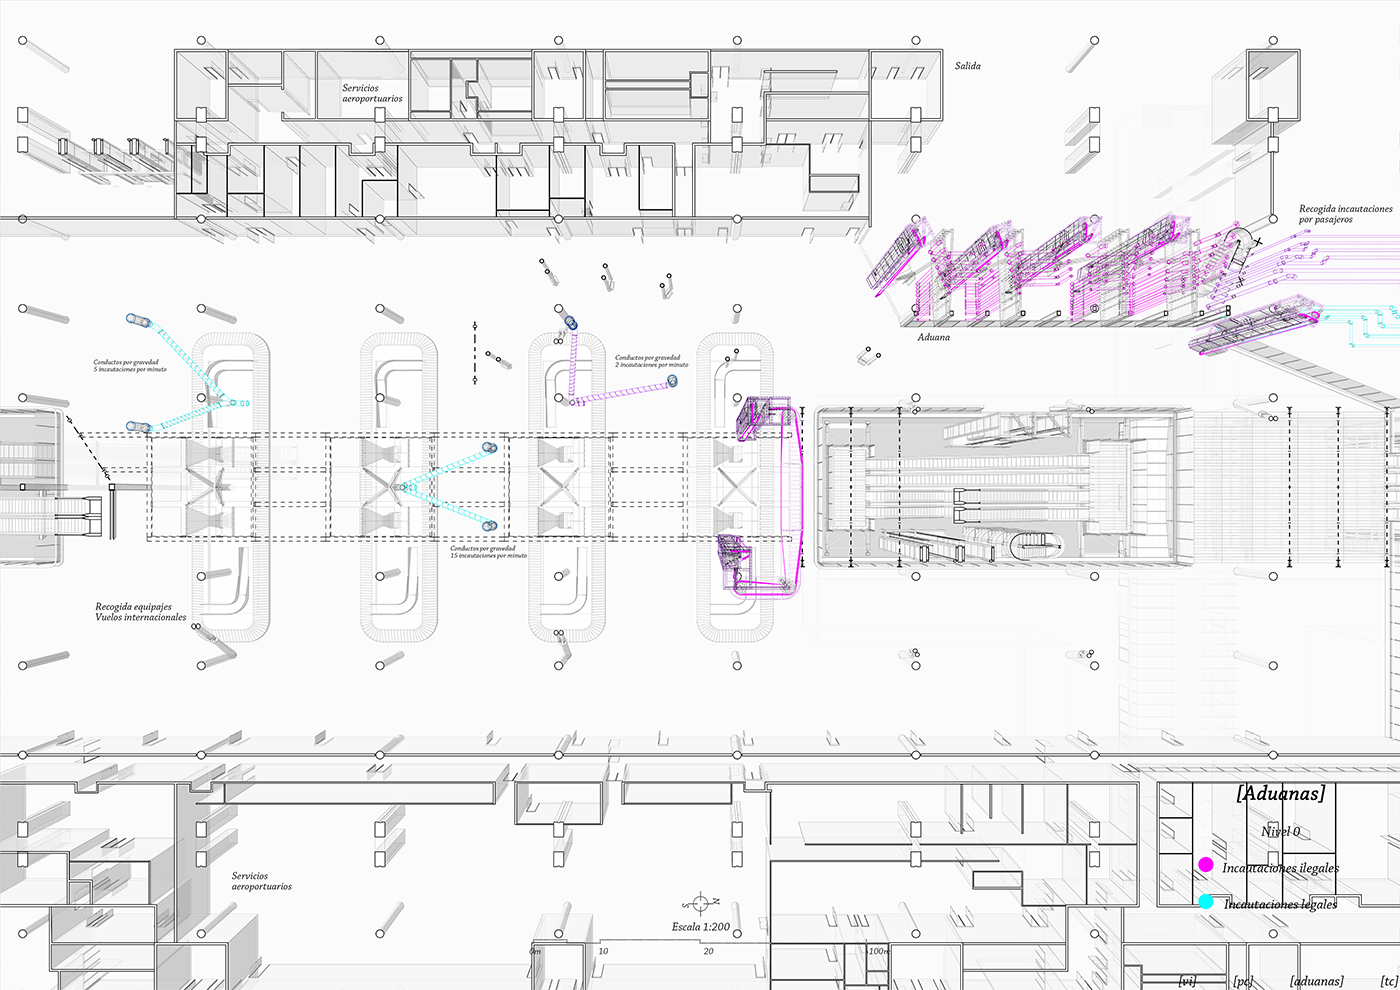 Salida
Servicios
aeroportuarios
Recogida incautaciones
por pasajeros
Aduana
Conductos por gravedad
5 incautaciones por minuto
Conductos por gravedad
2 incautaciones por minuto
Conductos por gravedad
15 incautaciones por minuto
Recogida equipajes
Vuelos internacionales
[Aduanas]
Nivel 0
Incautaciones ilegales
Incautaciones legales
Servicios
aeroportuarios
S N
Escala 1:200
0m 10 20 100m
[vi] [pc] [aduanas] [tc]